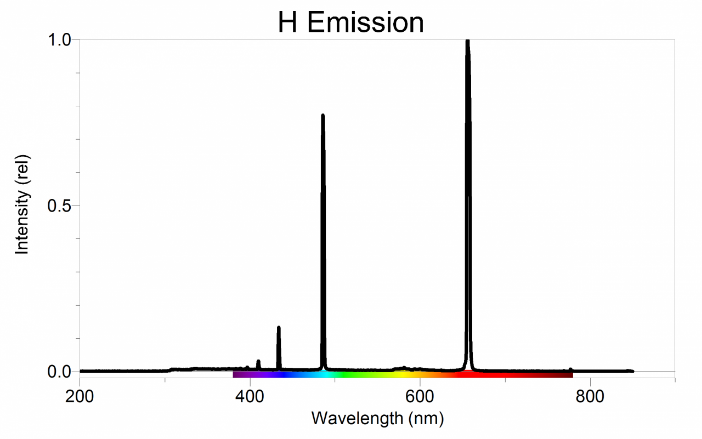 H Emission
1.0
0.5
0.0
Intensity (rel)
200 400 600 800
Wavelength (nm)